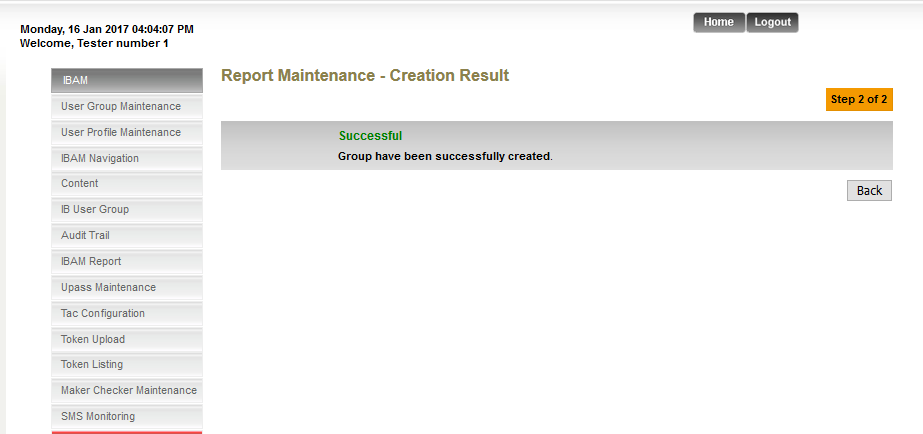 Home
Logout
Monday, 16 Jan 2017 04:04:07 PM
Welcome, Tester number 1
IBAM
User Group Maintenance
User Profile Maintenance
IBAM Navigation
Content
IB User Group
Audit Trail
IBAM Report
Upass Maintenance
Tac Configuration
Token Upload
Token Listing
Maker Checker Maintenance
SMS Monitoring
Report Maintenance - Creation Result
Step 2 of 2
Successful
Group have been successfully created.
Back